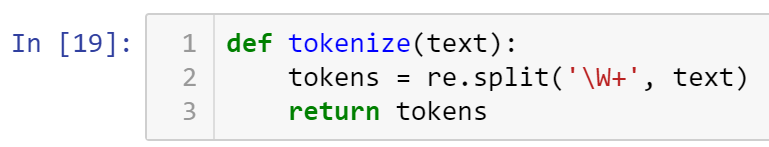 In [19]:
1 def tokenize(text):
2     tokens = re.split('\W+', text)
3     return tokens